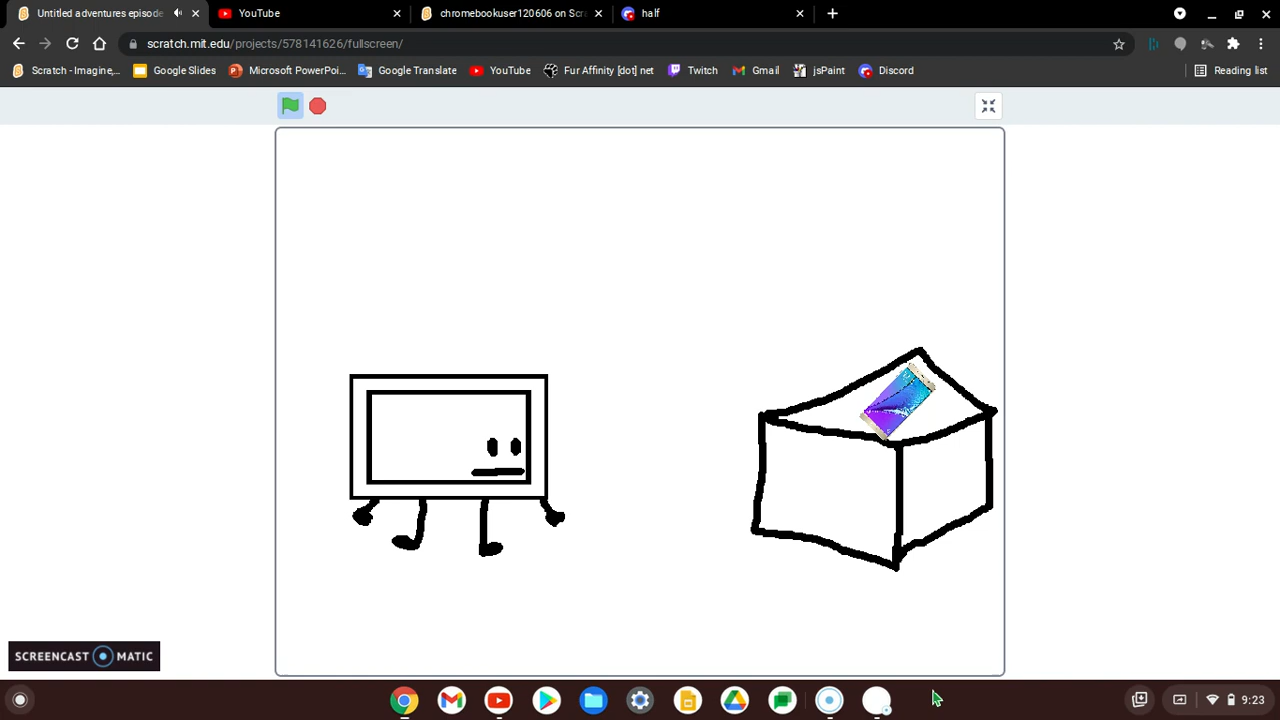 Untitled adventures episode
YouTube
chromebookuser120606 on Scra
half
scratch.mit.edu/projects/578141626/fullscreen/
Scratch - Imagine,...
Google Slides
Microsoft PowerPoi...
Google Translate
YouTube
Fur Affinity [dot] net
Twitch
Gmail
jsPaint
Discord
Reading list
SCREENCAST MATIC
9:23